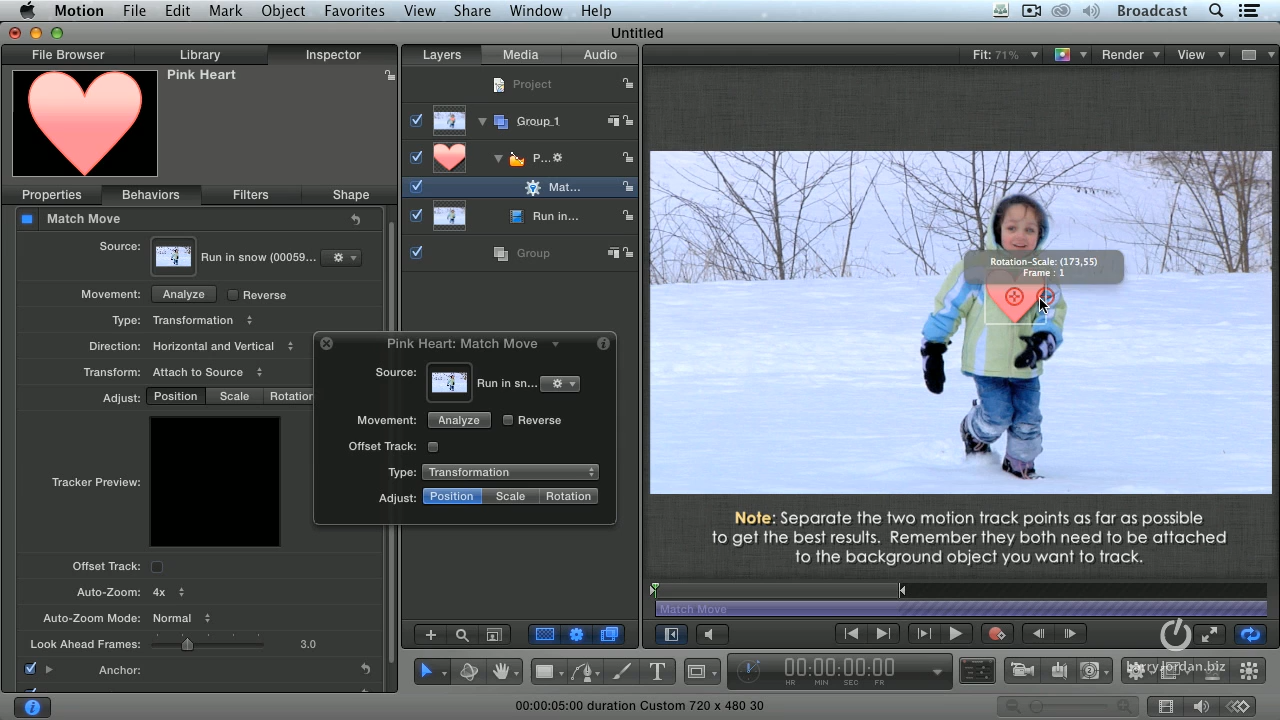 Motion File Edit Mark Object Favorites View Share Window Help Broadcast
Untitled
File Browser Library Inspector Layers Media Audio Fit: 71% Render View
Pink Heart
Project
Group_1
P...
Mat...
Run in...
Group
Properties Behaviors Filters Shape
Match Move
Source: Run in snow (00059...
Movement: Analyze Reverse
Type: Transformation
Direction: Horizontal and Vertical
Transform: Attach to Source
Adjust: Position Scale Rotation
Tracker Preview:
Offset Track:
Auto-Zoom: 4x
Auto-Zoom Mode: Normal
Look Ahead Frames: 3.0
Anchor:
Pink Heart: Match Move
Source: Run in sn...
Movement: Analyze Reverse
Offset Track:
Type: Transformation
Adjust: Position Scale Rotation
Rotation-Scale: (173,55)
Frame : 1
Note: Separate the two motion track points as far as possible
to get the best results. Remember they both need to be attached
to the background object you want to track.
Match Move
T
00:00:00:00
HR MIN SEC FR
larryjordan.biz
00:00:05:00 duration Custom 720 x 480 30